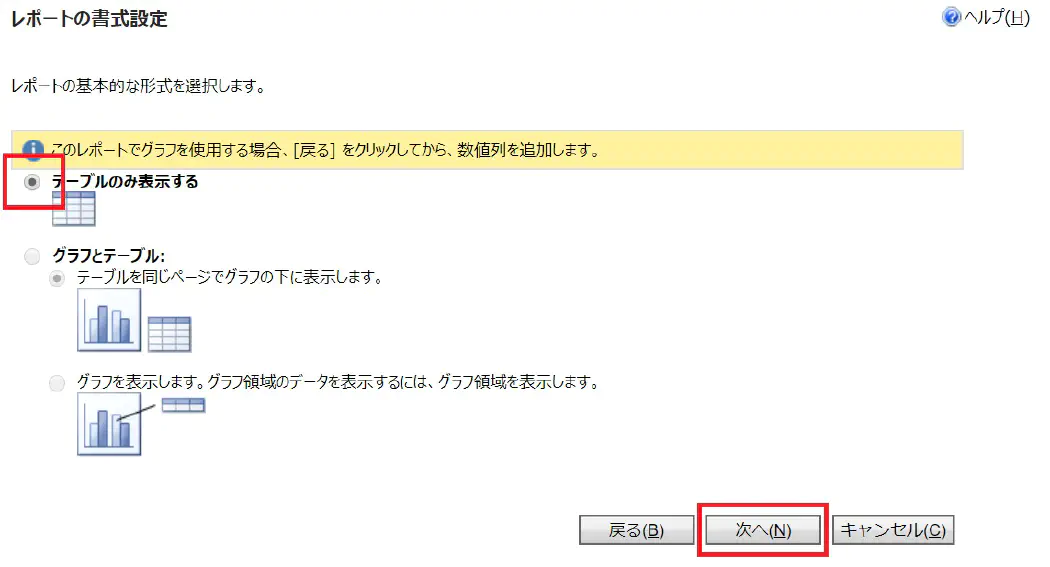 レポートの書式設定
ヘルプ(H)
レポートの基本的な形式を選択します。
このレポートでグラフを使用する場合、[戻る] をクリックしてから、数値列を追加します。
テーブルのみ表示する
グラフとテーブル:
テーブルを同じページでグラフの下に表示します。
グラフを表示します。グラフ領域のデータを表示するには、グラフ領域を表示します。
戻る(B)
次へ(N)
キャンセル(C)